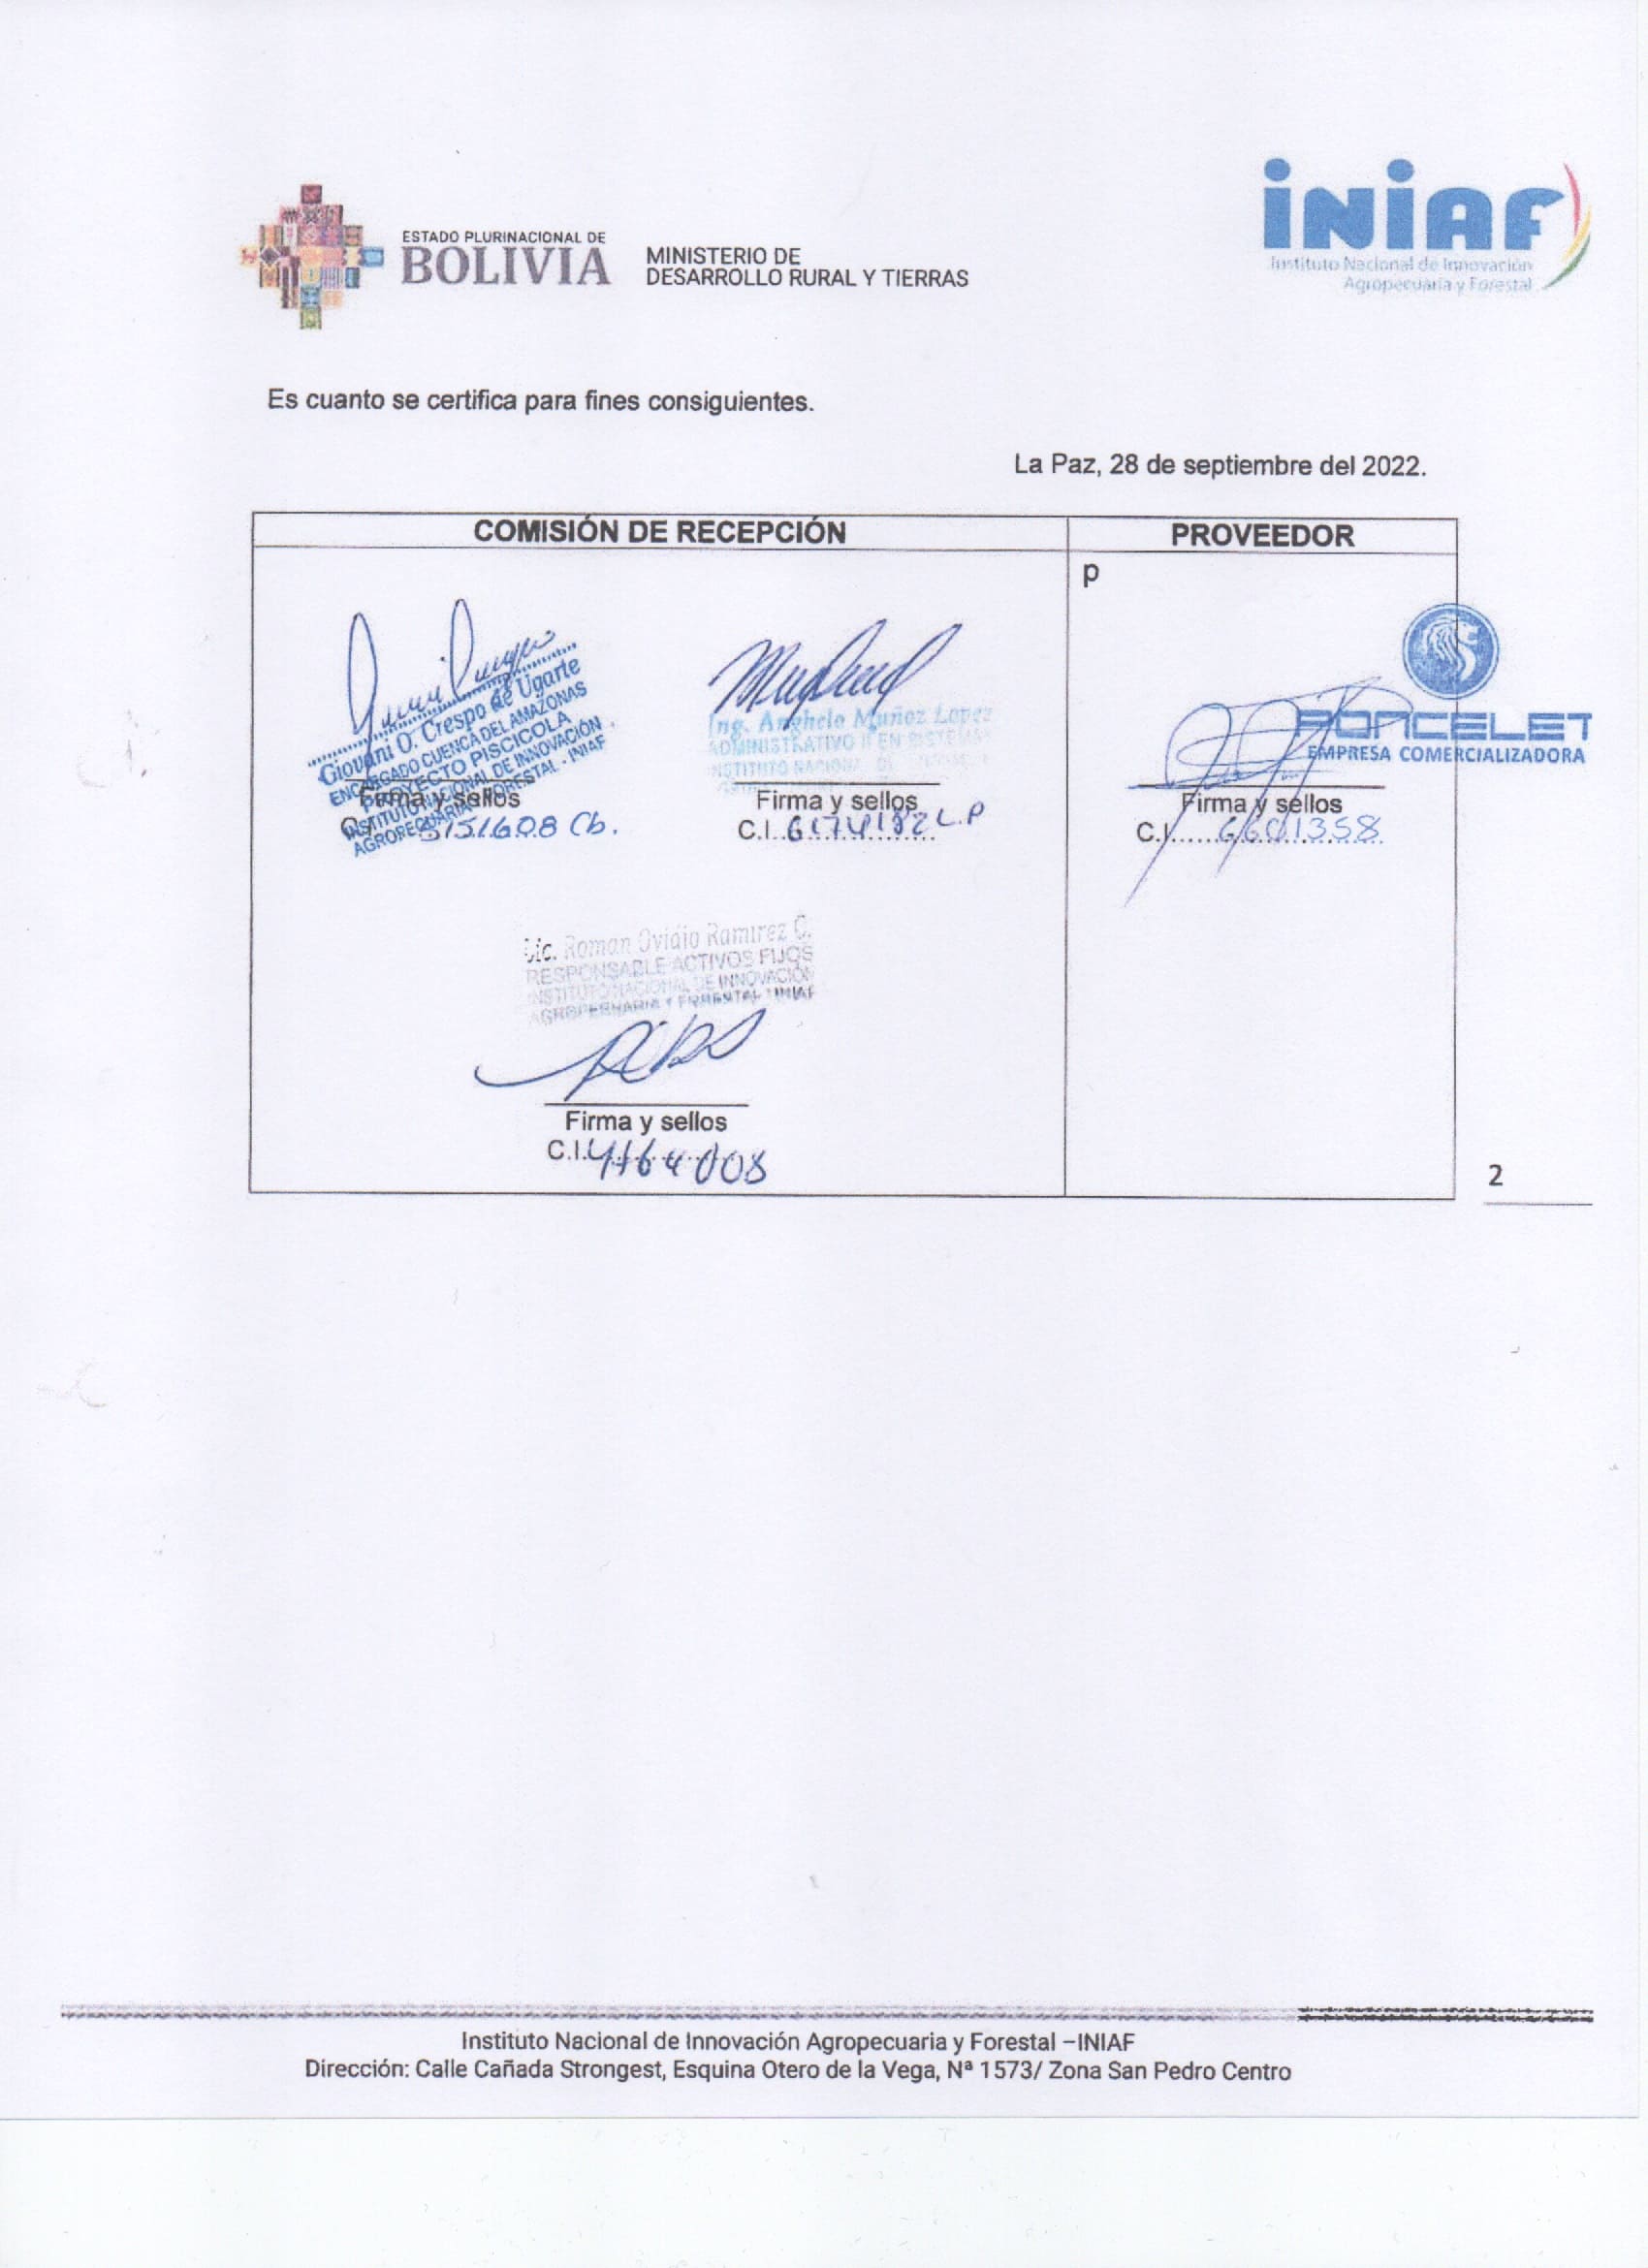 ESTADO PLURINACIONAL DE
BOLIVIA
MINISTERIO DE
DESARROLLO RURAL Y TIERRAS
iNiAF
Instituto Nacional de Innovación
Agropecuaria y Forestal
Es cuanto se certifica para fines consiguientes.
La Paz, 28 de septiembre del 2022.
COMISIÓN DE RECEPCIÓN
PROVEEDOR
p
Giovani O. Crespo de Ugarte
ENCARGADO CUENCA DEL AMAZONAS
PROYECTO PISCICOLA
INSTITUTO NACIONAL DE INNOVACIÓN
AGROPECUARIA Y FORESTAL - INIAF
Firma y sellos
5151608 Cb.
Ing. Anghelo Muñoz Lopez
ADMINISTRATIVO II EN SISTEMAS
INSTITUTO NACIONAL DE
Firma y sellos
C.I. 6174182 L.P
PORCELET
EMPRESA COMERCIALIZADORA
Firma y sellos
C.I. 6601358
Lic. Roman Ovidio Ramirez C.
RESPONSABLE ACTIVOS FIJOS
INSTITUTO NACIONAL DE INNOVACIÓN
AGROPECUARIA Y FORESTAL INIAF
Firma y sellos
C.I. 4164008
2
Instituto Nacional de Innovación Agropecuaria y Forestal –INIAF
Dirección: Calle Cañada Strongest, Esquina Otero de la Vega, Nª 1573/ Zona San Pedro Centro